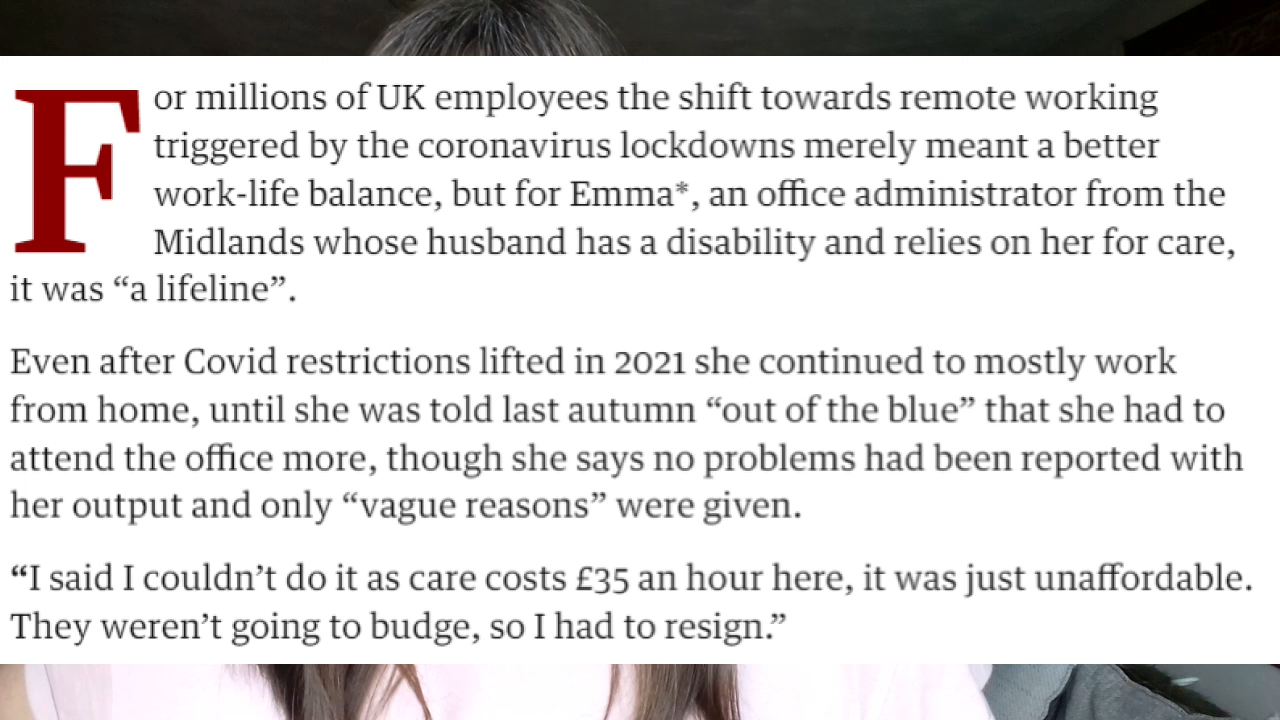 For millions of UK employees the shift towards remote working
triggered by the coronavirus lockdowns merely meant a better
work-life balance, but for Emma*, an office administrator from the
Midlands whose husband has a disability and relies on her for care,
it was “a lifeline”.
Even after Covid restrictions lifted in 2021 she continued to mostly work
from home, until she was told last autumn “out of the blue” that she had to
attend the office more, though she says no problems had been reported with
her output and only “vague reasons” were given.
“I said I couldn’t do it as care costs £35 an hour here, it was just unaffordable.
They weren’t going to budge, so I had to resign.”